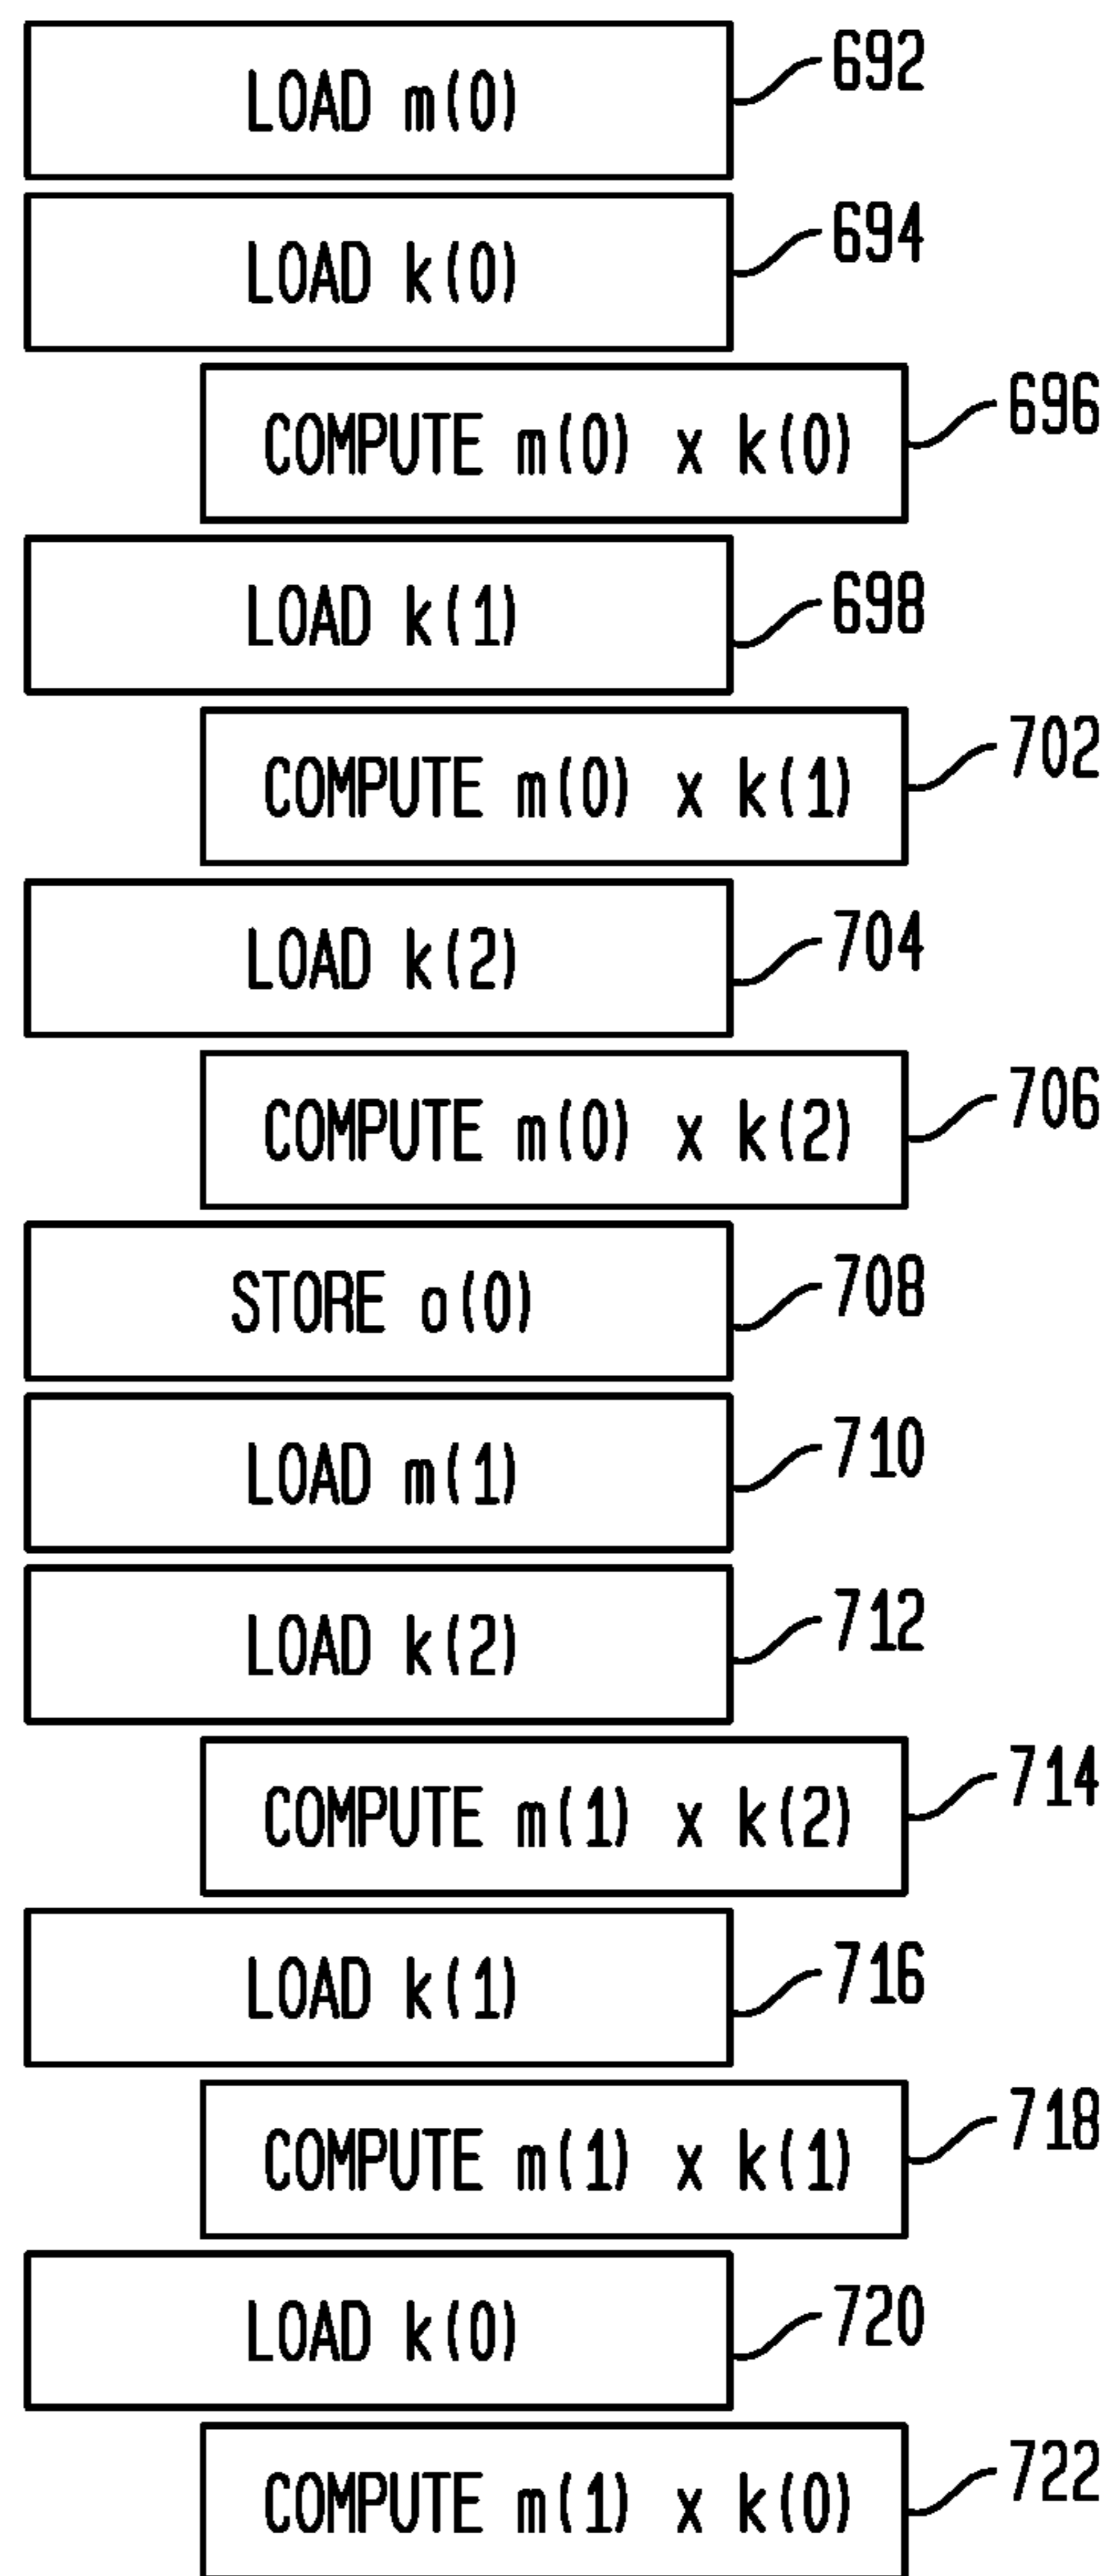 LOAD m(0) 692
LOAD k(0) 694
COMPUTE m(0) x k(0) 696
LOAD k(1) 698
COMPUTE m(0) x k(1) 702
LOAD k(2) 704
COMPUTE m(0) x k(2) 706
STORE o(0) 708
LOAD m(1) 710
LOAD k(2) 712
COMPUTE m(1) x k(2) 714
LOAD k(1) 716
COMPUTE m(1) x k(1) 718
LOAD k(0) 720
COMPUTE m(1) x k(0) 722